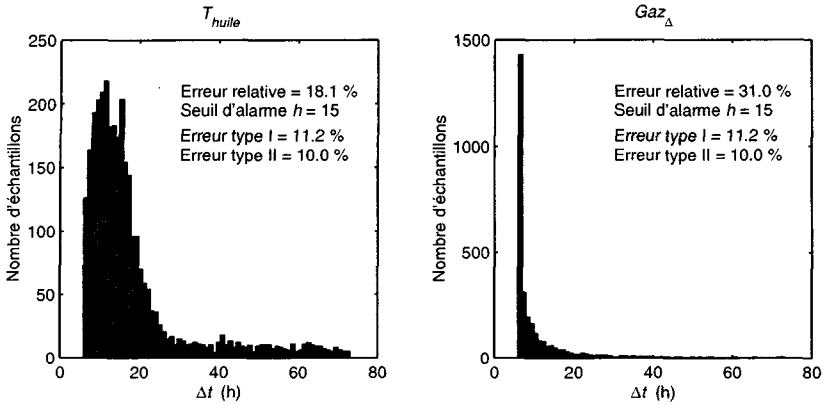 T_huile
Erreur relative = 18.1 %
Seuil d'alarme h = 15
Erreur type I = 11.2 %
Erreur type II = 10.0 %
Nombre d'échantillons
250
200
150
100
50
0
0 20 40 60 80
Δt (h)
Gaz_Δ
Erreur relative = 31.0 %
Seuil d'alarme h = 15
Erreur type I = 11.2 %
Erreur type II = 10.0 %
Nombre d'échantillons
1500
1000
500
0
0 20 40 60 80
Δt (h)